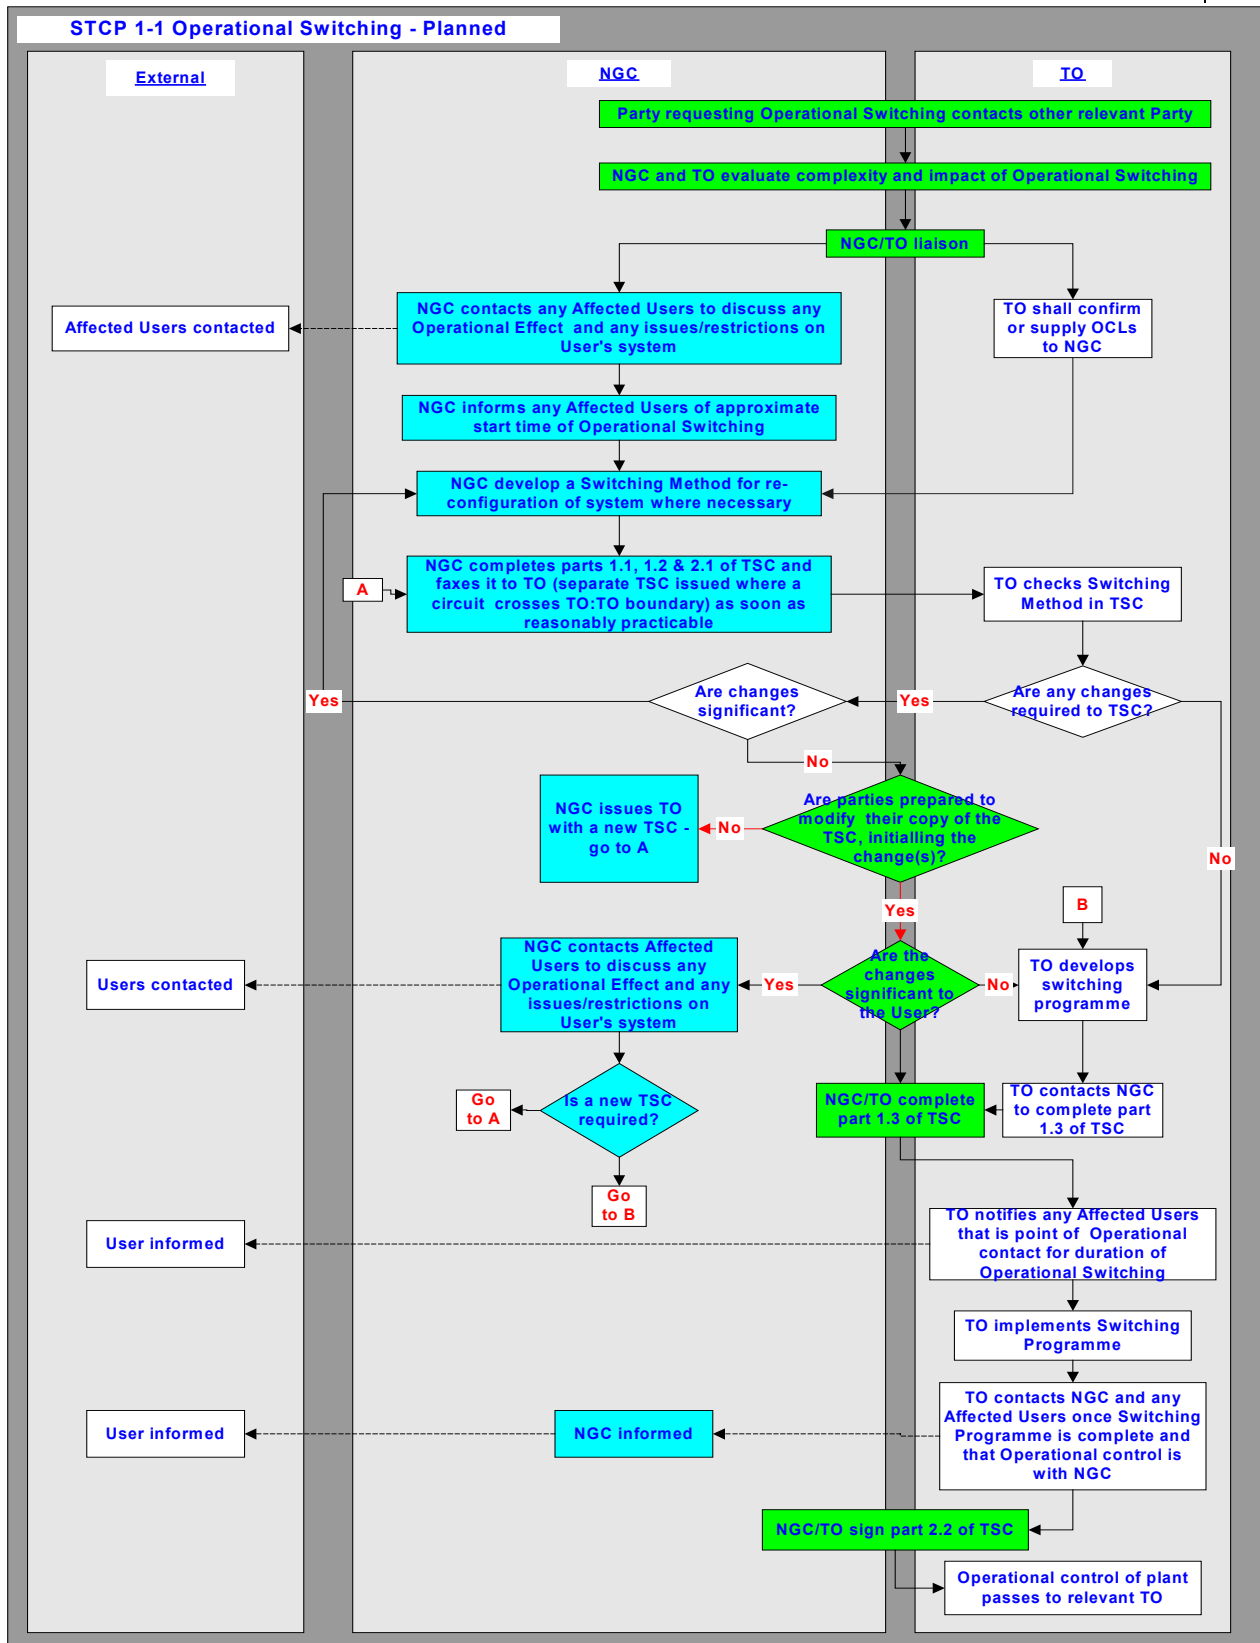 STCP 1-1 Operational Switching - Planned
External
NGC
TO
Party requesting Operational Switching contacts other relevant Party
NGC and TO evaluate complexity and impact of Operational Switching
NGC/TO liaison
NGC contacts any Affected Users to discuss any
Operational Effect and any issues/restrictions on
User's system
Affected Users contacted
TO shall confirm
or supply OCLs
to NGC
NGC informs any Affected Users of approximate
start time of Operational Switching
NGC develop a Switching Method for re-
configuration of system where necessary
A
NGC completes parts 1.1, 1.2 & 2.1 of TSC and
faxes it to TO (separate TSC issued where a
circuit crosses TO:TO boundary) as soon as
reasonably practicable
TO checks Switching
Method in TSC
Yes
Are changes
significant?
Yes
Are any changes
required to TSC?
No
NGC issues TO
with a new TSC -
go to A
No
Are parties prepared to
modify their copy of the
TSC, initialling the
change(s)?
No
Yes
B
Users contacted
NGC contacts Affected
Users to discuss any
Operational Effect and any
issues/restrictions on
User's system
Yes
Are the
changes
significant to
the User?
No
TO develops
switching
programme
Go
to A
Is a new TSC
required?
NGC/TO complete
part 1.3 of TSC
TO contacts NGC
to complete part
1.3 of TSC
Go
to B
User informed
TO notifies any Affected Users
that is point of Operational
contact for duration of
Operational Switching
TO implements Switching
Programme
User informed
NGC informed
TO contacts NGC and any
Affected Users once Switching
Programme is complete and
that Operational control is
with NGC
NGC/TO sign part 2.2 of TSC
Operational control of plant
passes to relevant TO